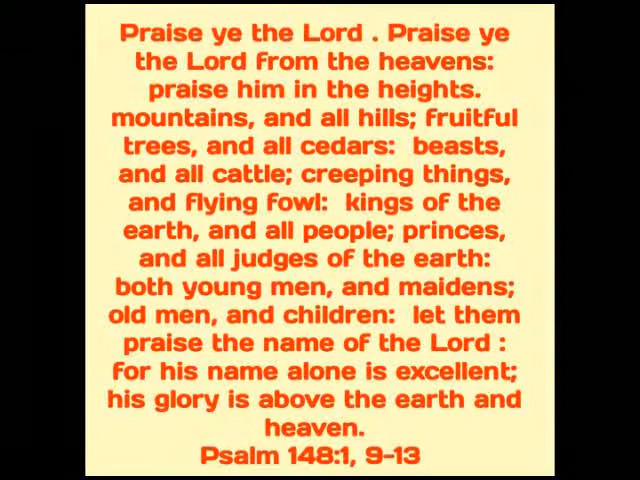 Praise ye the Lord . Praise ye
the Lord from the heavens:
praise him in the heights.
mountains, and all hills; fruitful
trees, and all cedars:  beasts,
and all cattle; creeping things,
and flying fowl:  kings of the
earth, and all people; princes,
and all judges of the earth:
both young men, and maidens;
old men, and children:  let them
praise the name of the Lord :
for his name alone is excellent;
his glory is above the earth and
heaven.
Psalm 148:1, 9-13